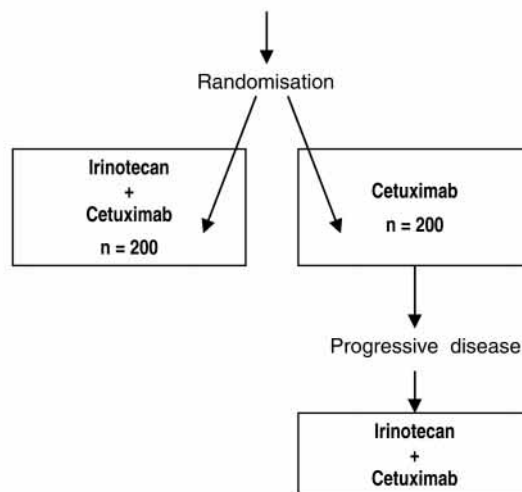 Randomisation
Irinotecan
+
Cetuximab
n = 200
Cetuximab
n = 200
Progressive disease
Irinotecan
+
Cetuximab